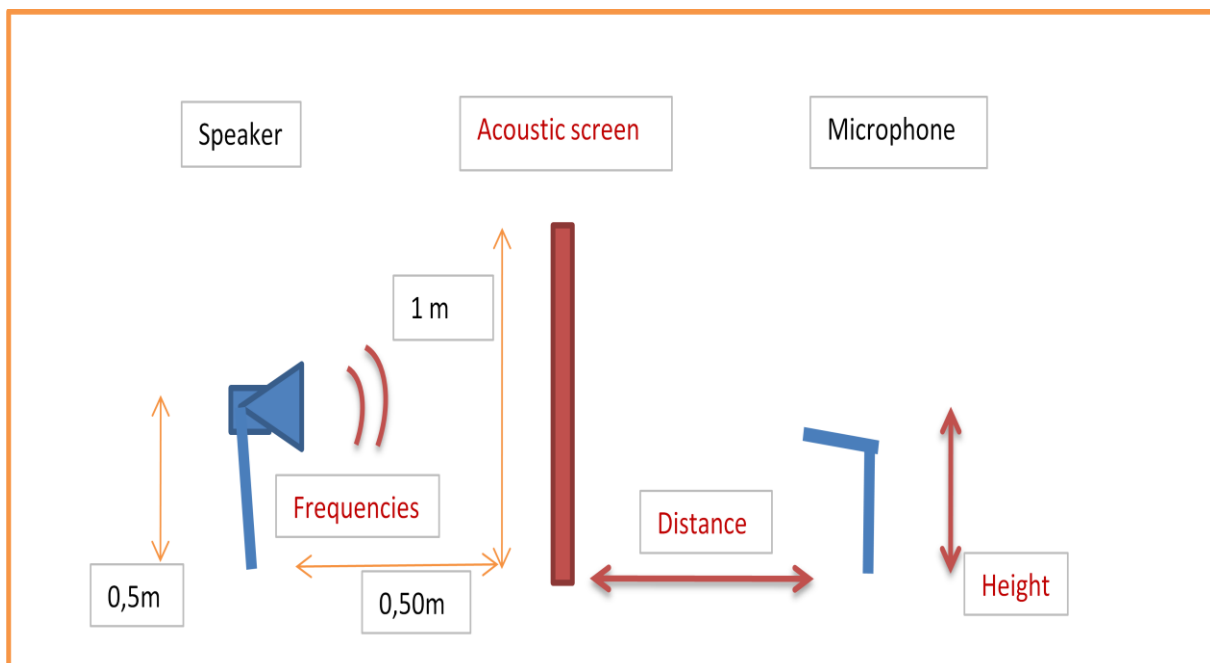 Speaker
Acoustic screen
Microphone
1 m
Frequencies
Distance
0,5m
0,50m
Height